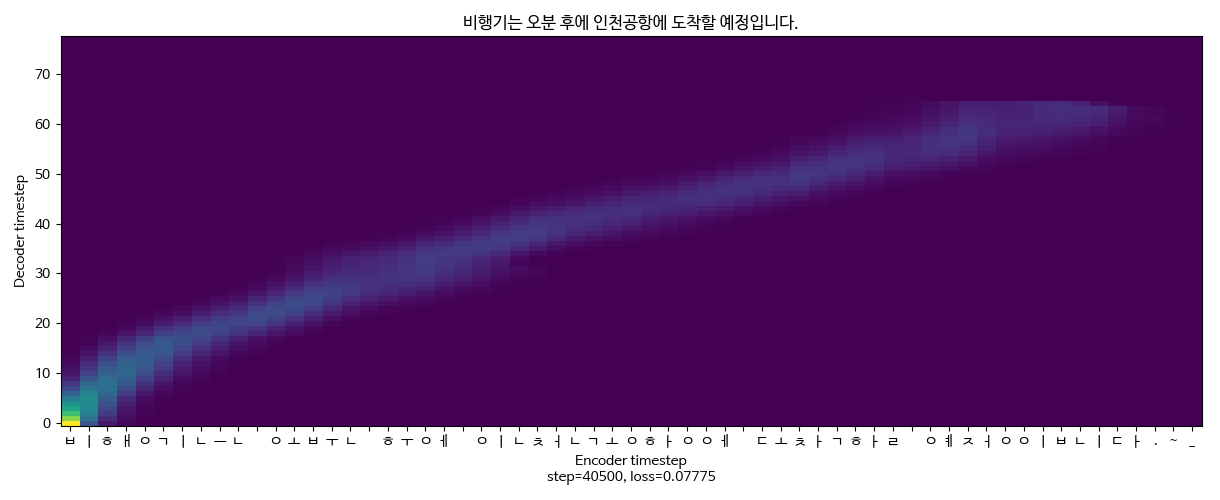 비행기는 오분 후에 인천공항에 도착할 예정입니다.
Decoder timestep
70
60
50
40
30
20
10
0
ㅂ ㅣ ㅎ ㅐ ㅇ ㄱ ㅣ ㄴ ㅡ ㄴ ㅇ ㅗ ㅂ ㅜ ㄴ ㅎ ㅜ ㅇ ㅔ ㅇ ㅣ ㄴ ㅊ ㅓ ㄴ ㄱ ㅗ ㅇ ㅎ ㅏ ㅇ ㅇ ㅔ ㄷ ㅗ ㅊ ㅏ ㄱ ㅎ ㅏ ㄹ ㅇ ㅖ ㅈ ㅓ ㅇ ㅇ ㅣ ㅂ ㄴ ㅣ ㄷ ㅏ . ~ _
Encoder timestep
step=40500, loss=0.07775